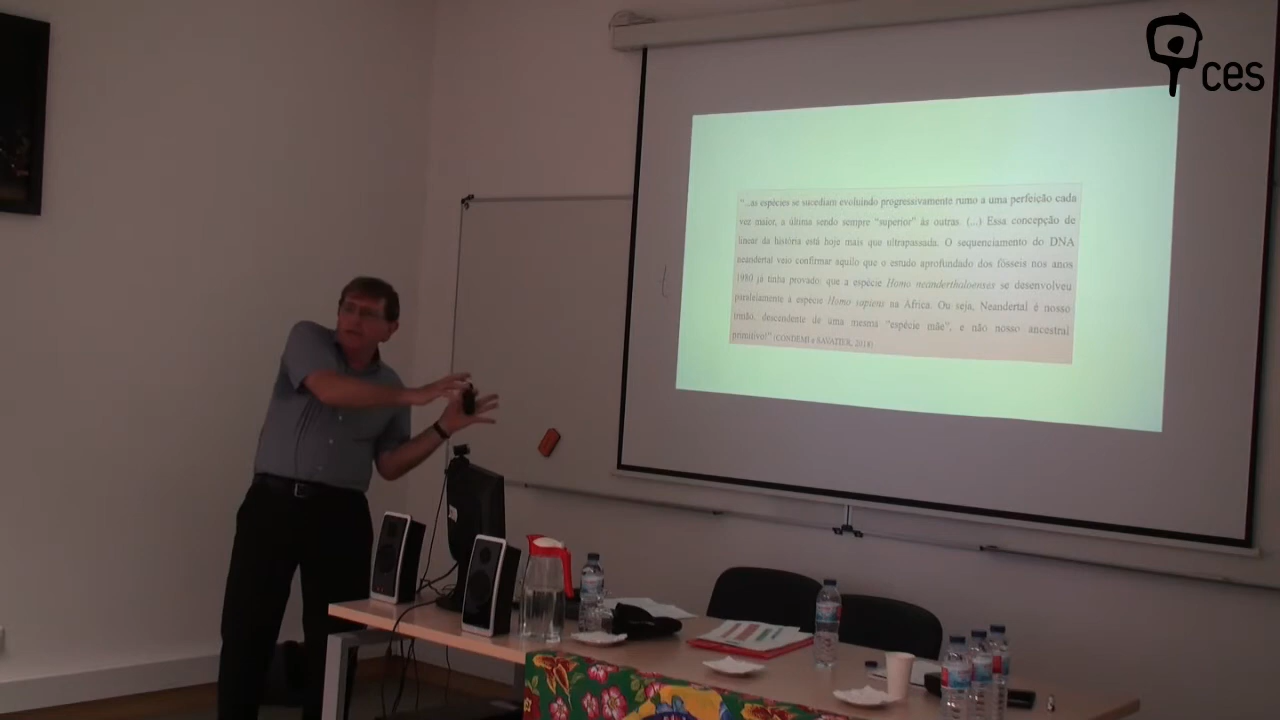 ces
“...as espécies se sucediam evoluindo progressivamente rumo a uma perfeição cada
vez maior, a última sendo sempre “superior” às outras. (...) Essa concepção de
linear da história está hoje mais que ultrapassada. O sequenciamento do DNA
neandertal veio confirmar aquilo que o estudo aprofundado dos fósseis nos anos
1980 já tinha provado: que a espécie Homo neanderthaloenses se desenvolveu
paralelamente à espécie Homo sapiens na África. Ou seja, Neandertal é nosso
irmão, descendente de uma mesma “espécie mãe”, e não nosso ancestral
primitivo!” (CONDEMI e SAVATIER, 2018)